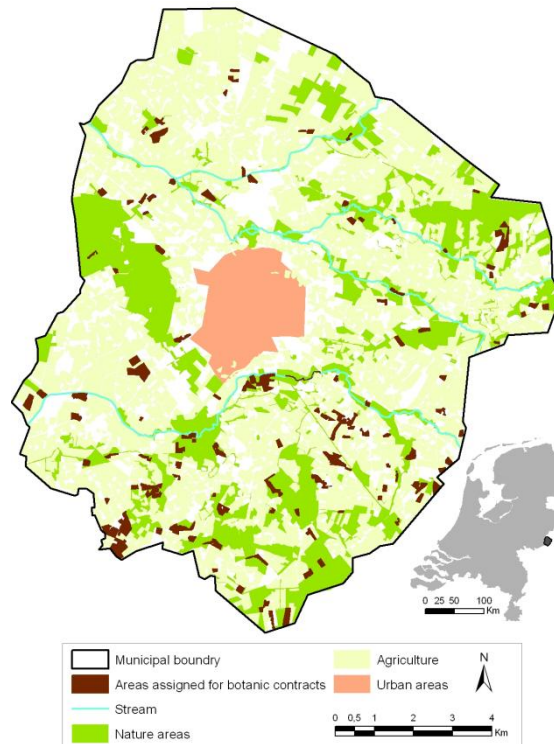 0 25 50 100
Km
Municipal boundry
Areas assigned for botanic contracts
Stream
Nature areas
Agriculture
Urban areas
N
0 0,5 1 2 3 4
Km